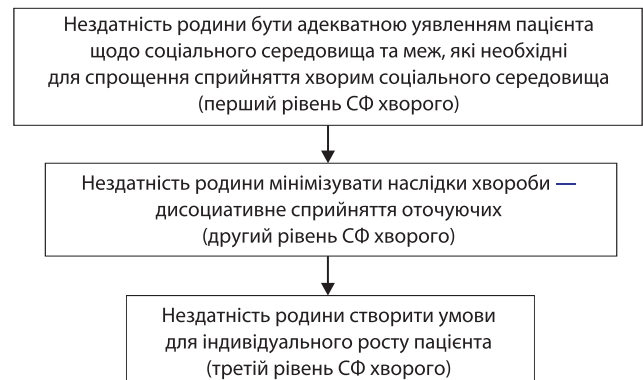 Нездатність родини бути адекватною уявленням пацієнта
щодо соціального середовища та меж, які необхідні
для спрощення сприйняття хворим соціального середовища
(перший рівень СФ хворого)
Нездатність родини мінімізувати наслідки хвороби —
дисоциативне сприйняття оточуючих
(другий рівень СФ хворого)
Нездатність родини створити умови
для індивідуального росту пацієнта
(третій рівень СФ хворого)